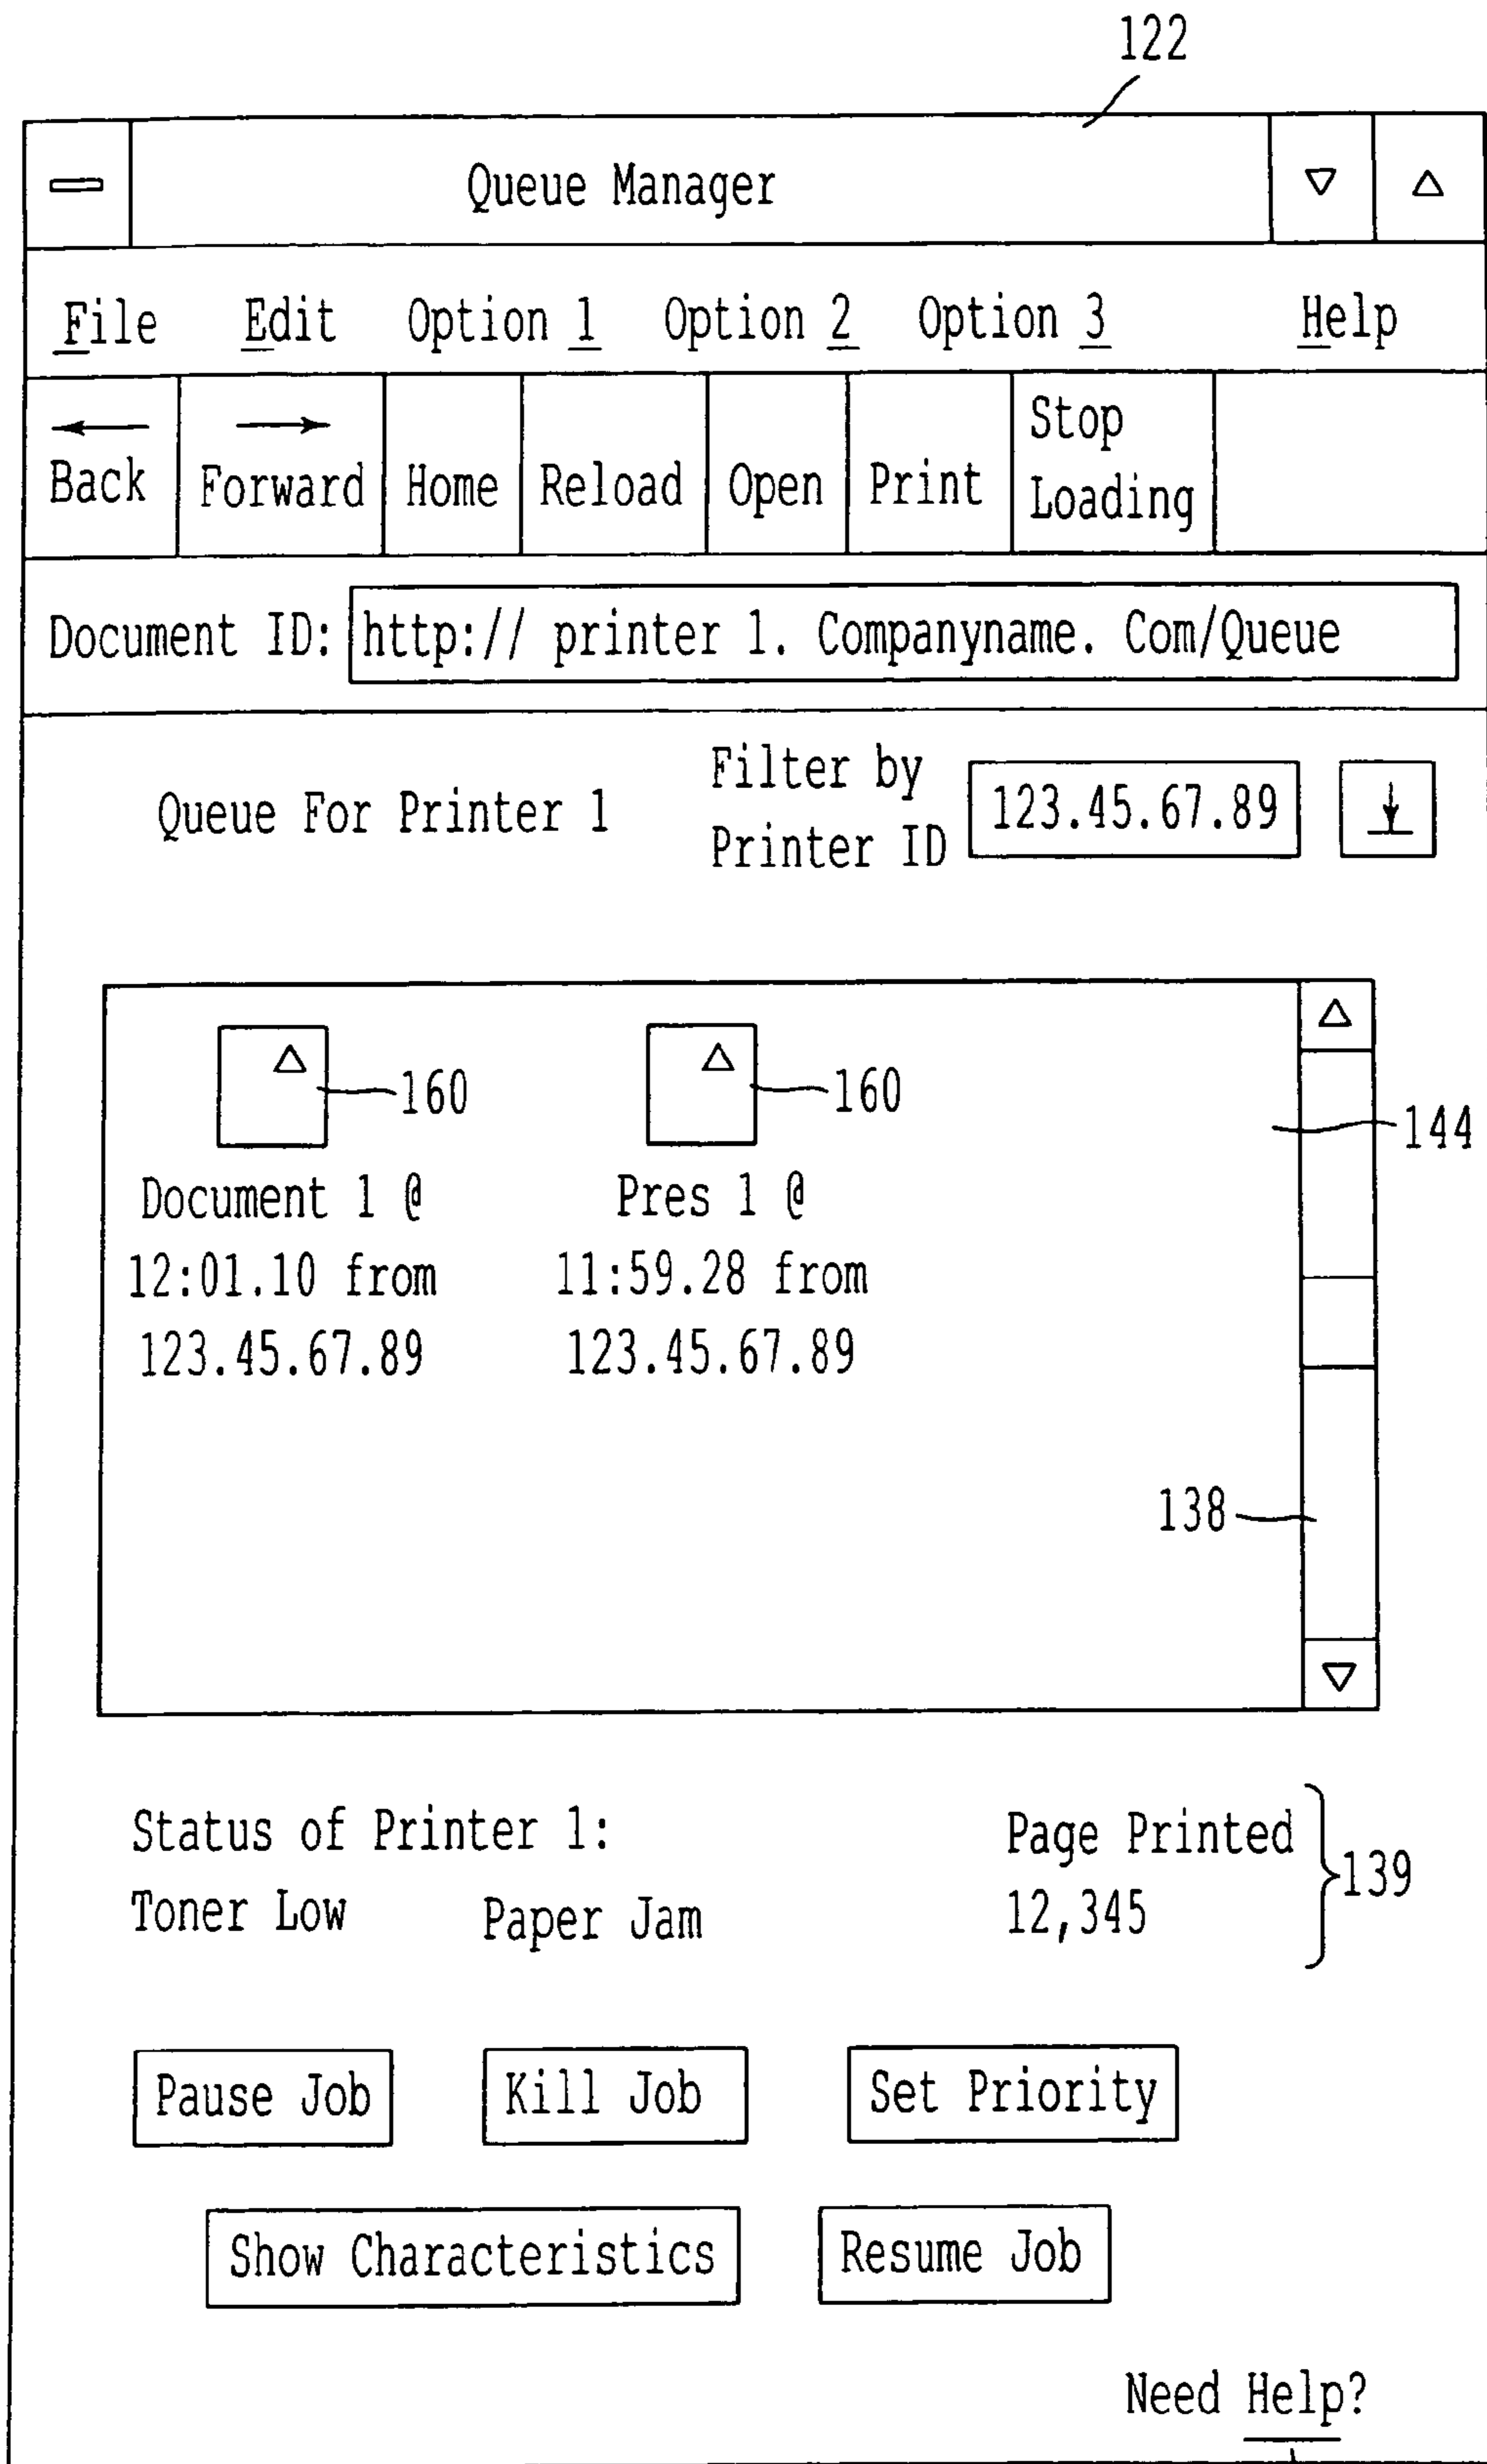 122
Queue Manager
File Edit Option 1 Option 2 Option 3 Help
Back Forward Home Reload Open Print Stop Loading
Document ID: http:// printer 1. Companyname. Com/Queue
Queue For Printer 1
Filter by
Printer ID
123.45.67.89
160
160
144
Document 1 @
12:01.10 from
123.45.67.89
Pres 1 @
11:59.28 from
123.45.67.89
138
Status of Printer 1:
Toner Low Paper Jam
Page Printed
12,345
139
Pause Job Kill Job Set Priority
Show Characteristics Resume Job
Need Help?